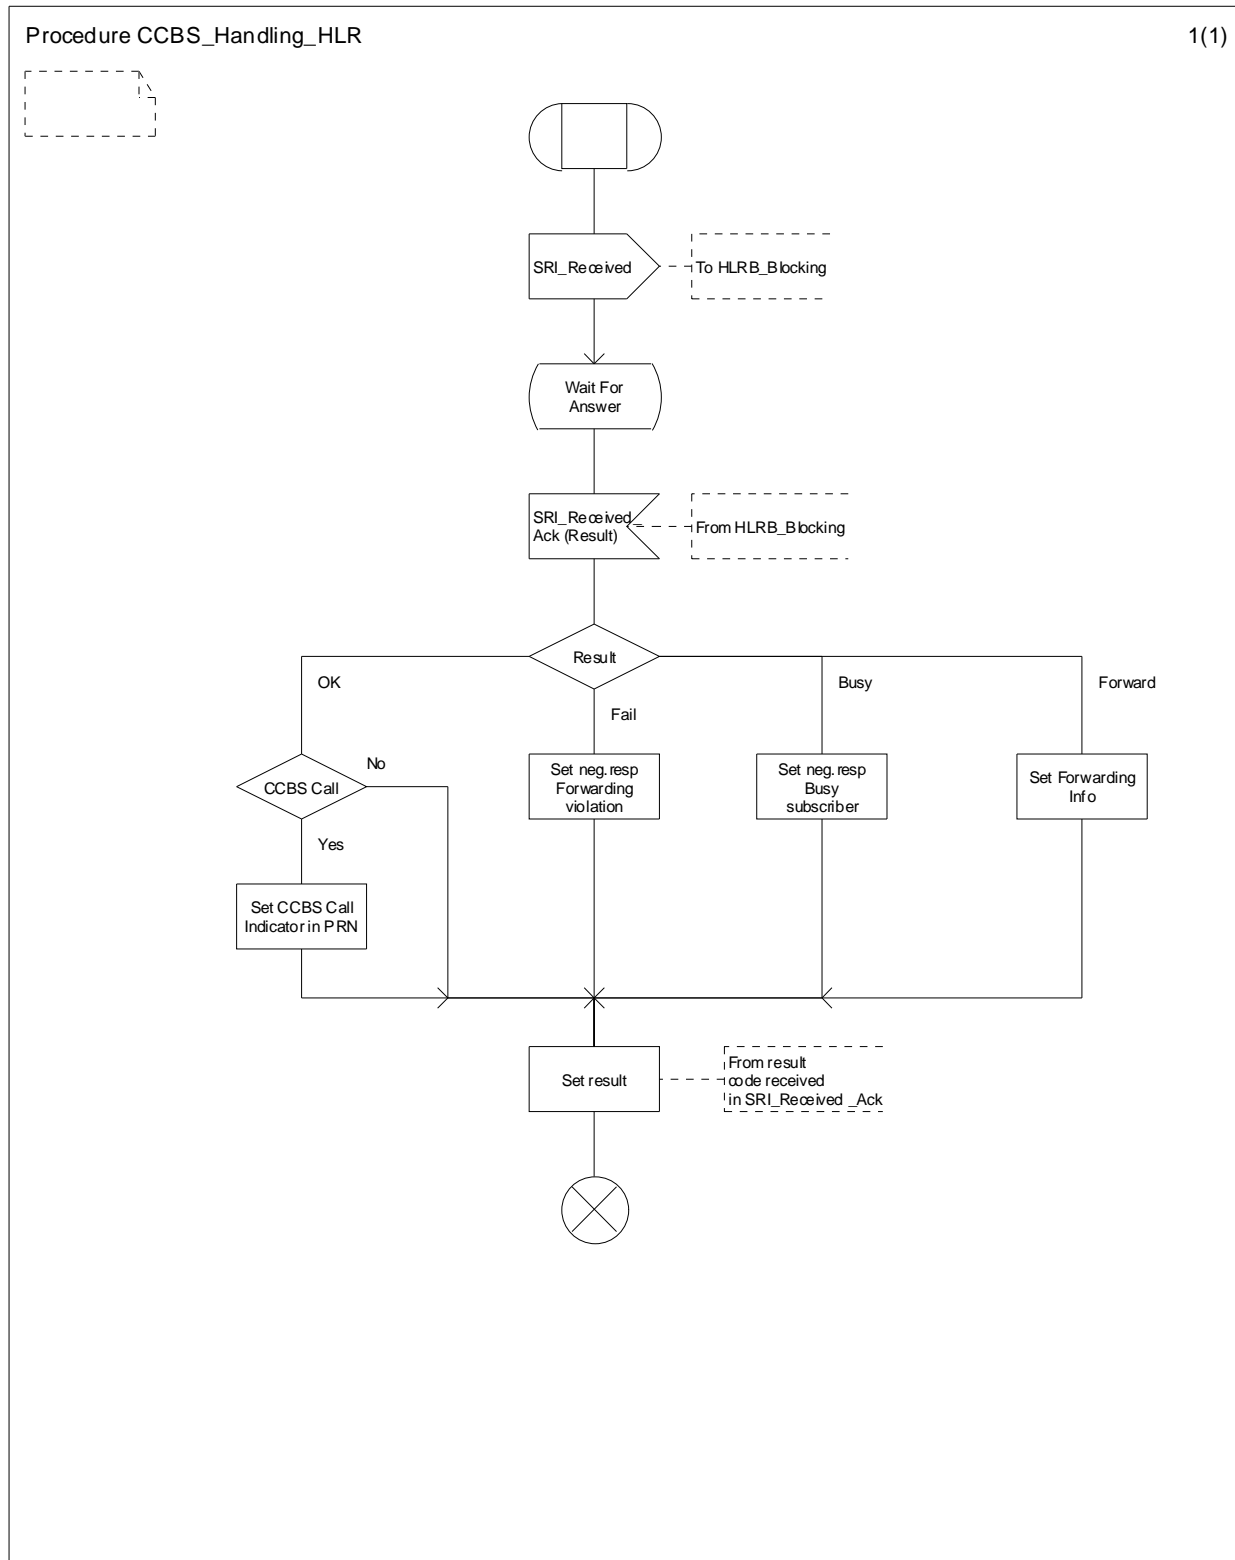 Procedure CCBS_Handling_HLR
1(1)
SRI_Received
To HLRB_Blocking
Wait For
Answer
SRI_Received_
Ack (Result)
From HLRB_Blocking
Result
OK
Busy
Forward
Fail
CCBS Call
No
Set neg.resp
Forwarding
violation
Set neg.resp
Busy
subscriber
Set Forwarding
Info
Yes
Set CCBS Call
Indicator in PRN
Set result
From result
code received
in SRI_Received _Ack